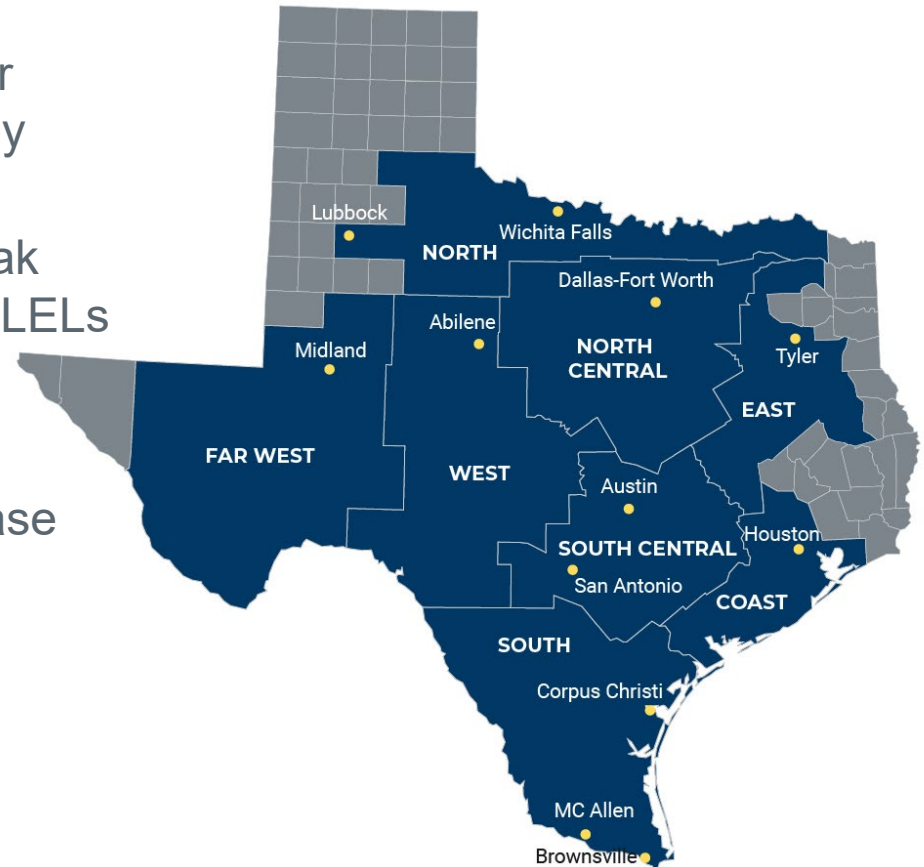 r
y
ak
LELs
ase
Lubbock
Wichita Falls
NORTH
Dallas-Fort Worth
Abilene
Midland
NORTH
CENTRAL
Tyler
EAST
FAR WEST
WEST
Austin
Houston
SOUTH CENTRAL
San Antonio
COAST
SOUTH
Corpus Christi
MC Allen
Brownsville